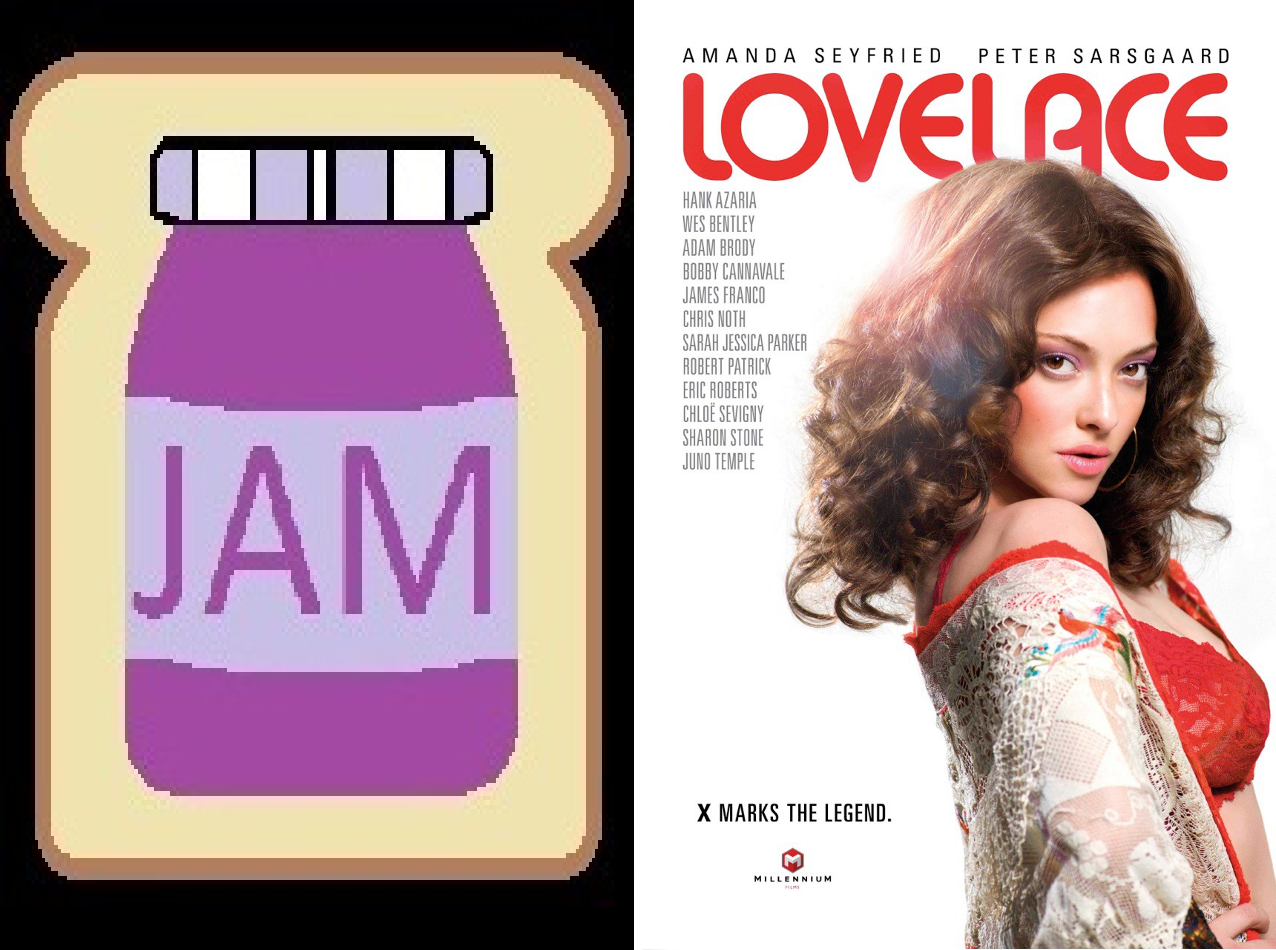 JAM
AMANDA SEYFRIED PETER SARSGAARD
LOVELACE
HANK AZARIA
WES BENTLEY
ADAM BRODY
BOBBY CANNAVALE
JAMES FRANCO
CHRIS NOTH
SARAH JESSICA PARKER
ROBERT PATRICK
ERIC ROBERTS
CHLOË SEVIGNY
SHARON STONE
JUNO TEMPLE
X MARKS THE LEGEND.
MILLENNIUM
FILMS